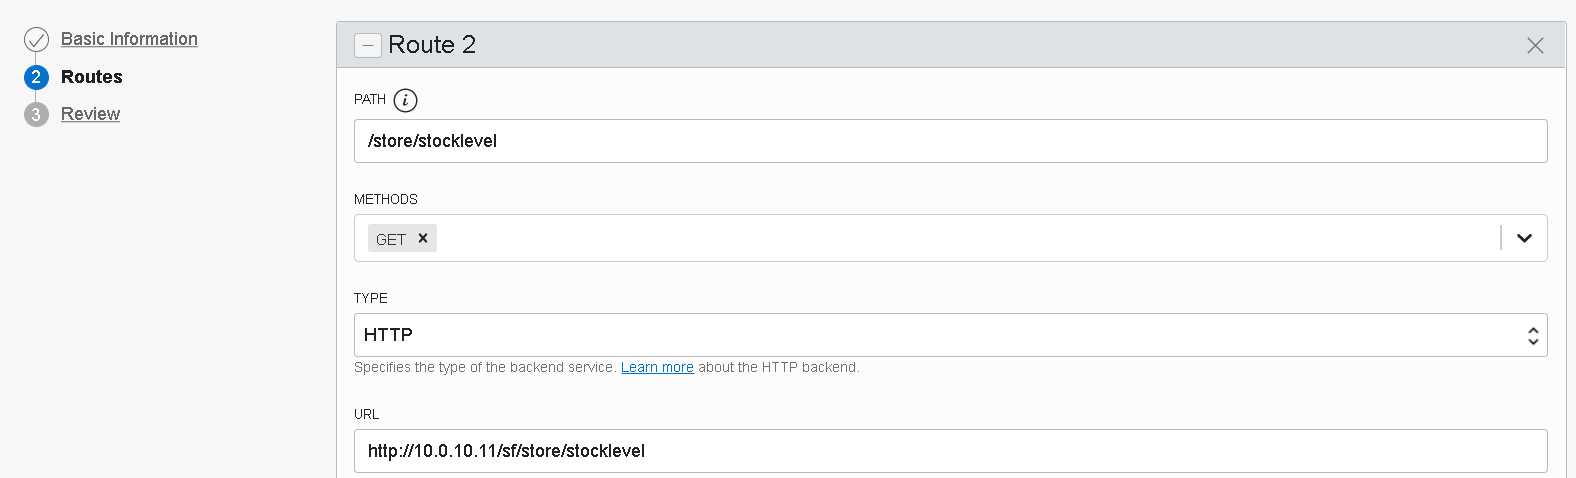 Basic Information
2 Routes
3 Review
Route 2
PATH i
/store/stocklevel
METHODS
GET ×
TYPE
HTTP
Specifies the type of the backend service. Learn more about the HTTP backend.
URL
http://10.0.10.11/sf/store/stocklevel